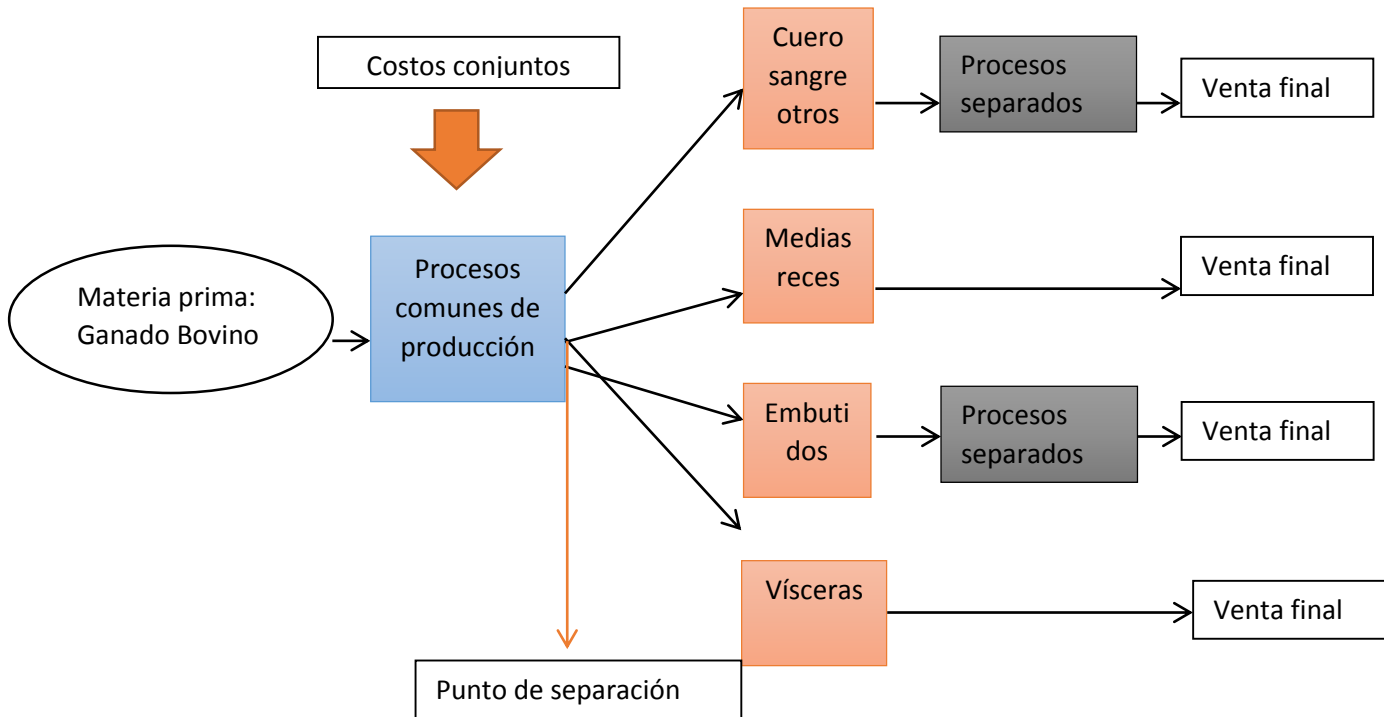 Costos conjuntos
Materia prima:
Ganado Bovino
Procesos
comunes de
producción
Punto de separación
Cuero
sangre
otros
Procesos
separados
Venta final
Medias
reces
Venta final
Embuti
dos
Procesos
separados
Venta final
Vísceras
Venta final